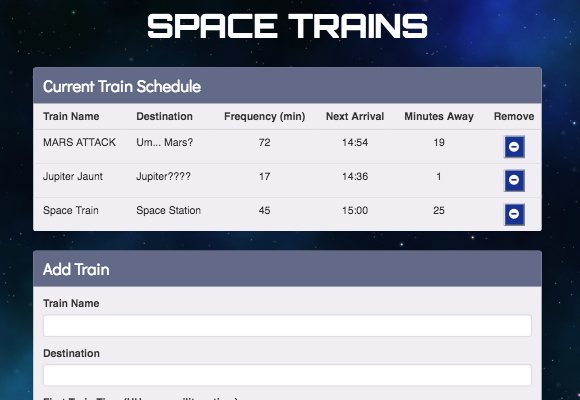 SPACE TRAINS
Current Train Schedule
Train Name Destination Frequency (min) Next Arrival Minutes Away Remove
MARS ATTACK Um... Mars? 72 14:54 19
Jupiter Jaunt Jupiter???? 17 14:36 1
Space Train Space Station 45 15:00 25
Add Train
Train Name
Destination